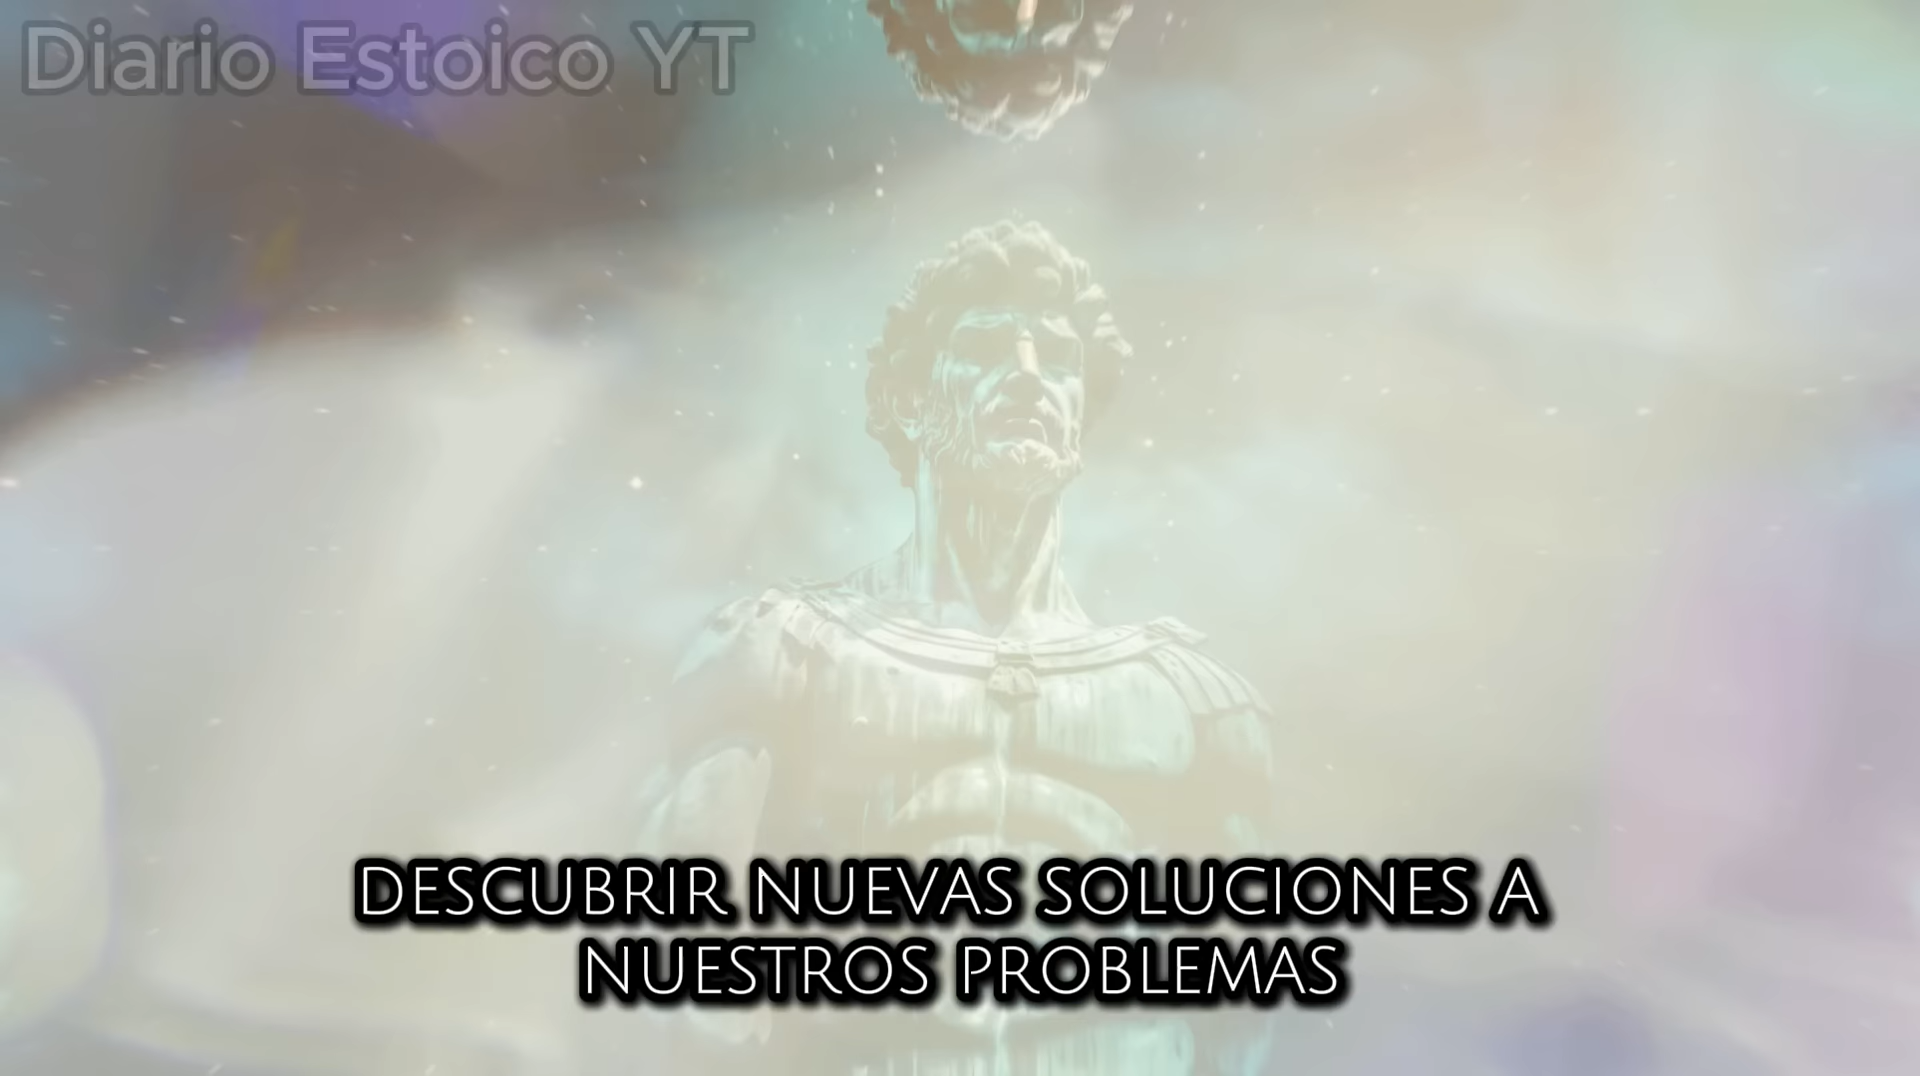 Diario Estoico YT
DESCUBRIR NUEVAS SOLUCIONES A
NUESTROS PROBLEMAS